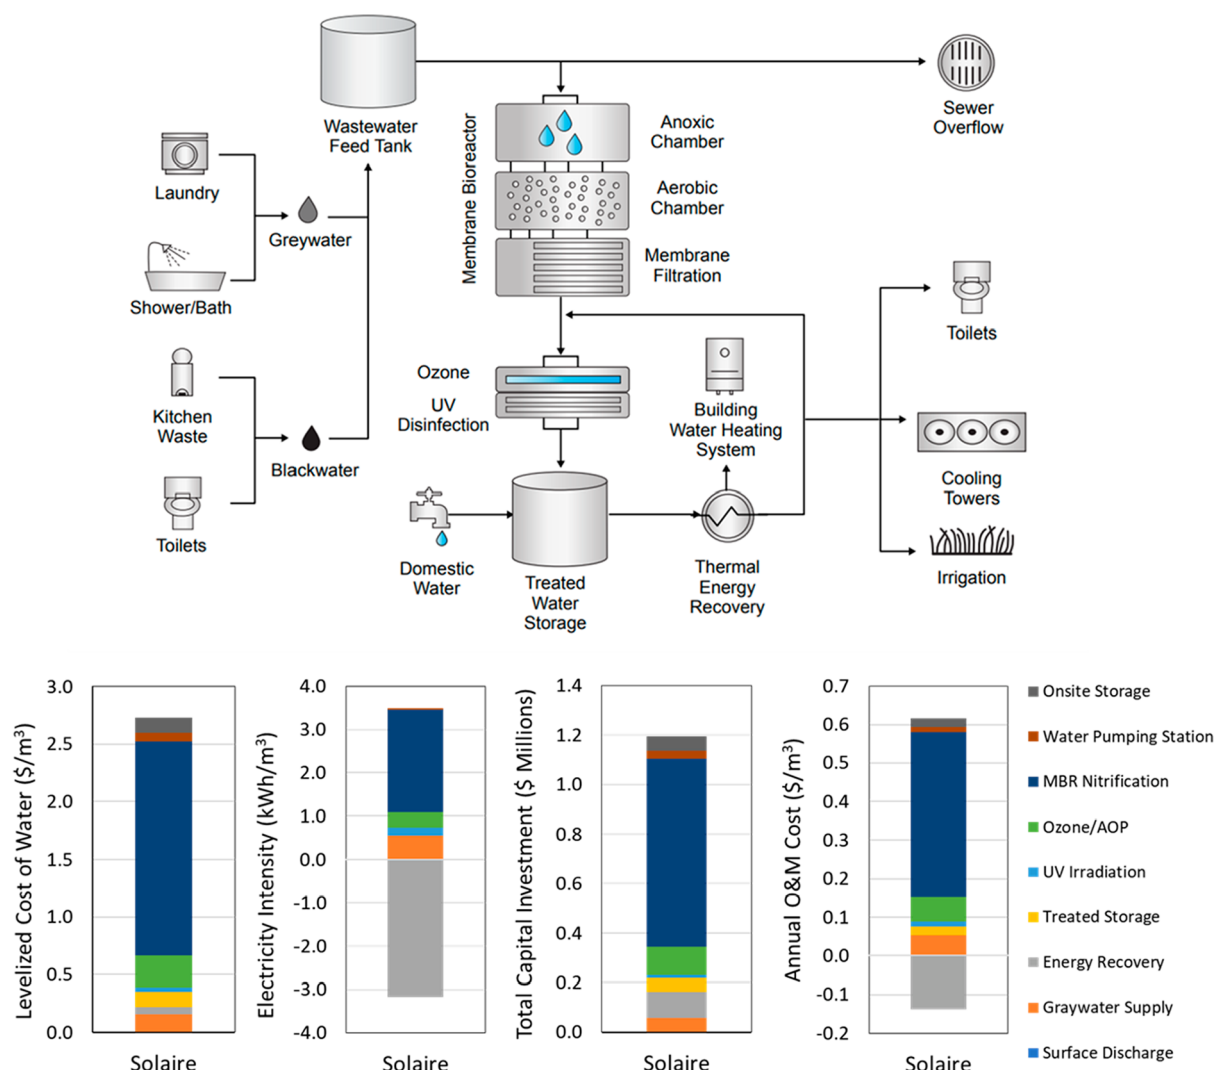 Wastewater
Feed Tank
Sewer
Overflow
Membrane Bioreactor
Anoxic
Chamber
Aerobic
Chamber
Membrane
Filtration
Laundry
Greywater
Shower/Bath
Kitchen
Waste
Blackwater
Toilets
Ozone
UV
Disinfection
Building
Water Heating
System
Toilets
Cooling
Towers
Irrigation
Domestic
Water
Treated
Water
Storage
Thermal
Energy
Recovery
Levelized Cost of Water ($/m³)
3.0
2.5
2.0
1.5
1.0
0.5
0.0
Solaire
Electricity Intensity (kWh/m³)
4.0
3.0
2.0
1.0
0.0
-1.0
-2.0
-3.0
-4.0
Solaire
Total Capital Investment ($ Millions)
1.4
1.2
1.0
0.8
0.6
0.4
0.2
0.0
Solaire
Annual O&M Cost ($/m³)
0.7
0.6
0.5
0.4
0.3
0.2
0.1
0.0
-0.1
-0.2
Solaire
Onsite Storage
Water Pumping Station
MBR Nitrification
Ozone/AOP
UV Irradiation
Treated Storage
Energy Recovery
Graywater Supply
Surface Discharge